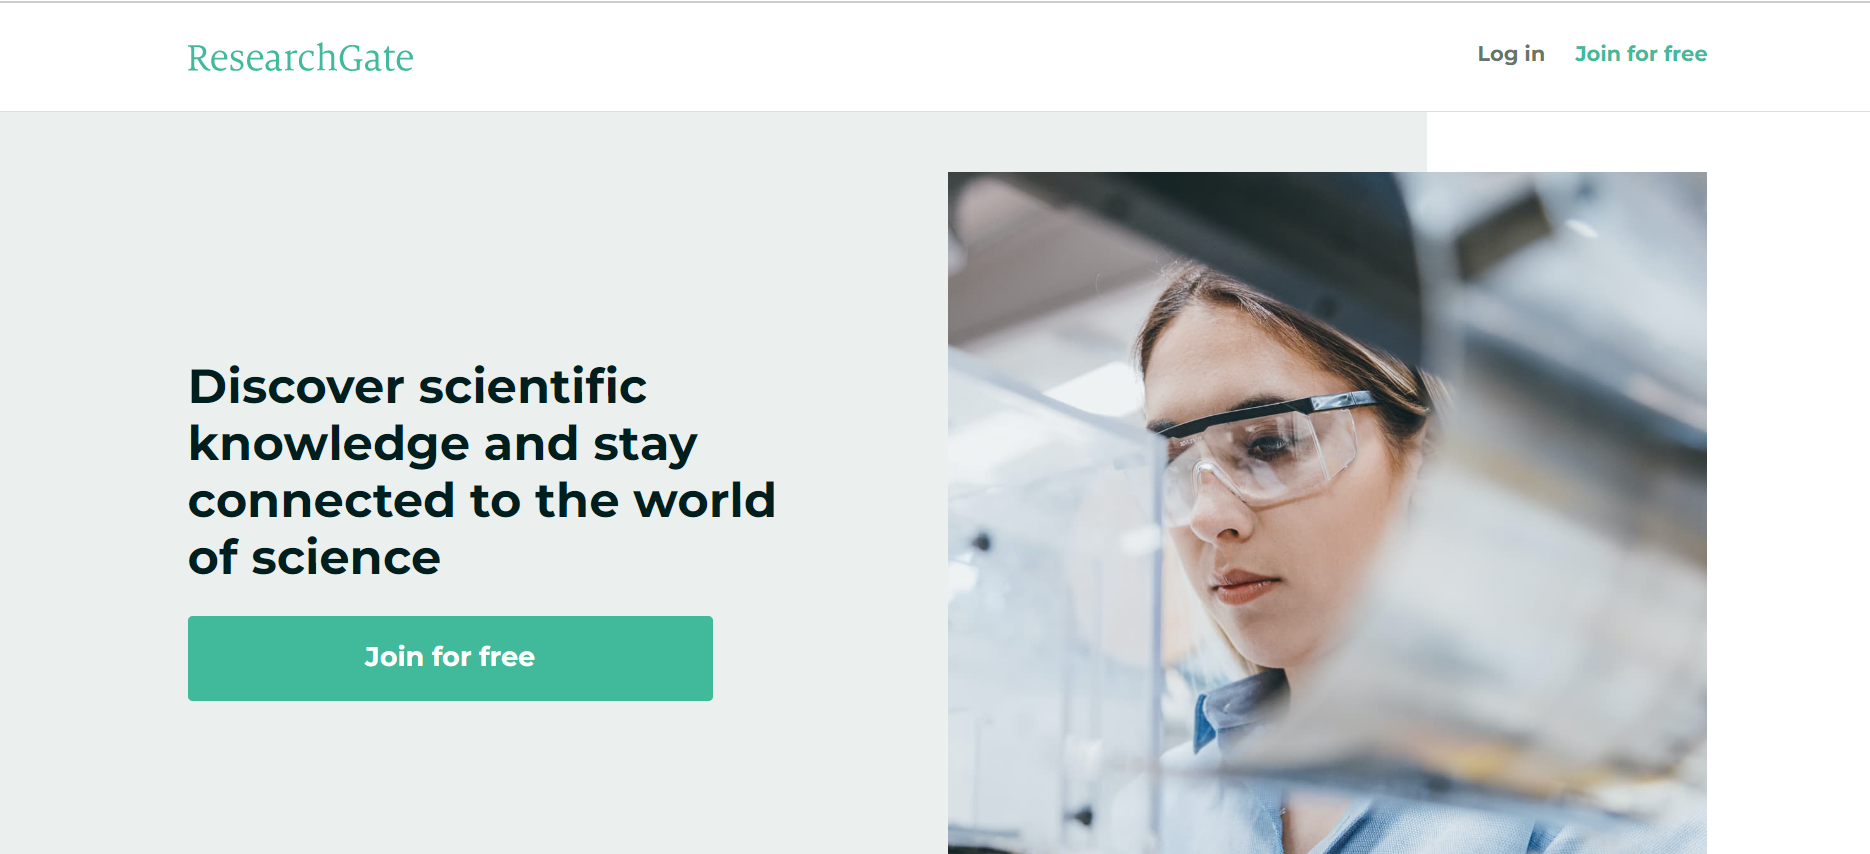 ResearchGate
Log in
Join for free
Discover scientific
knowledge and stay
connected to the world
of science
Join for free